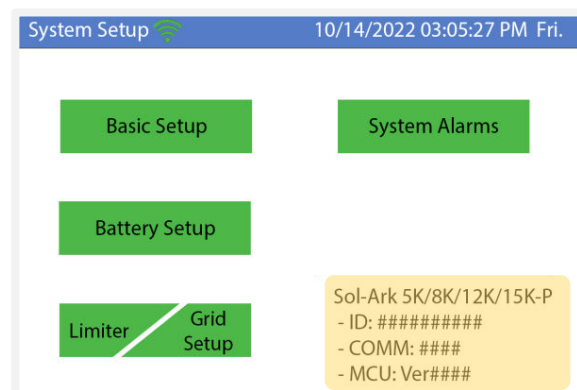 System Setup 10/14/2022 03:05:27 PM Fri.
Basic Setup
System Alarms
Battery Setup
Limiter
Grid
Setup
Sol-Ark 5K/8K/12K/15K-P
- ID: ##########
- COMM: ####
- MCU: Ver####